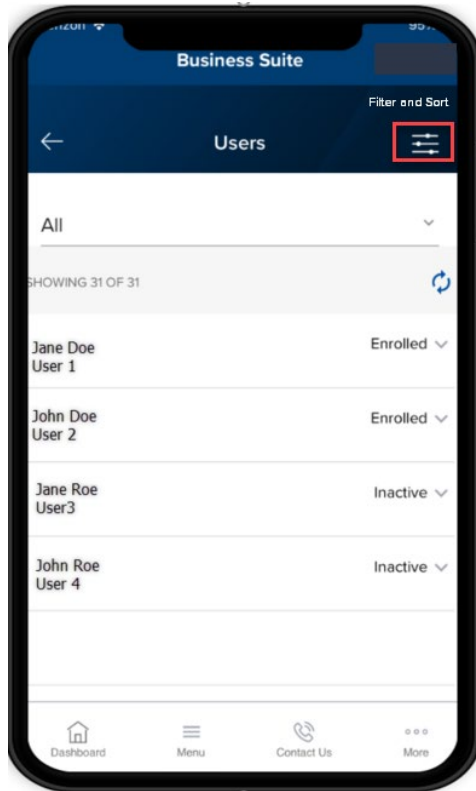 Business Suite
Filter and Sort
Users
All
SHOWING 31 OF 31
Jane Doe
Enrolled
User 1
John Doe
Enrolled
User 2
Jane Roe
Inactive
User3
John Roe
Inactive
User 4
Dashboard
Menu
Contact Us
More